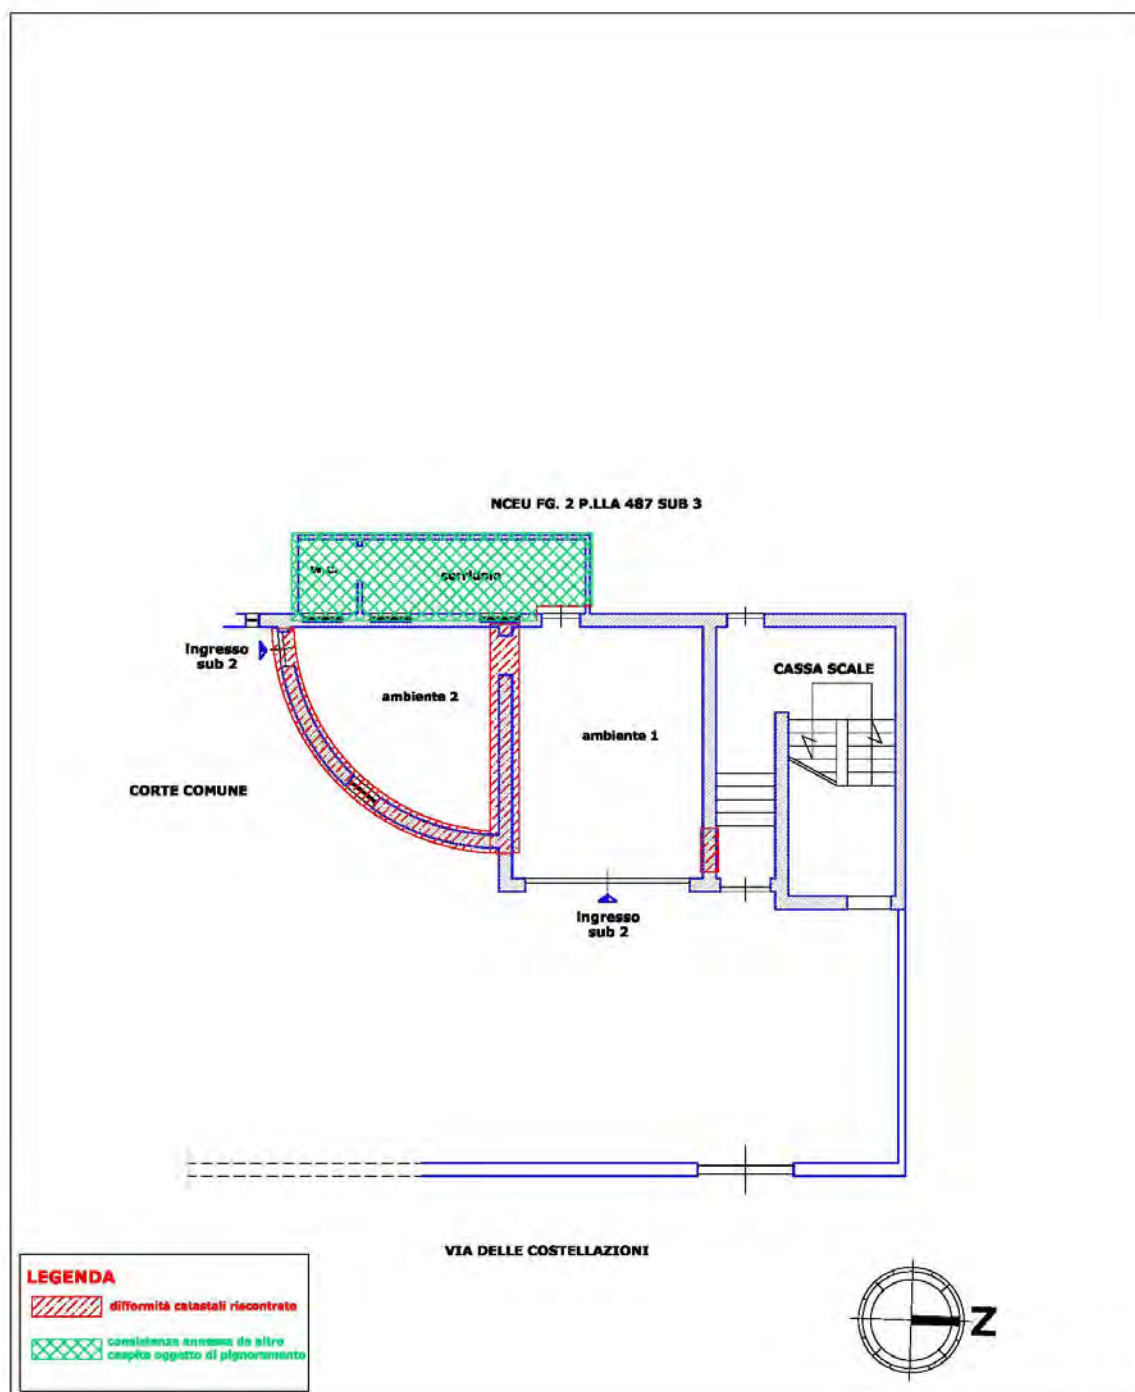 NCEU FG. 2 P.LLA 487 SUB 3
w.c.
corridoio
Ingresso
sub 2
ambiente 2
ambiente 1
CASSA SCALE
CORTE COMUNE
Ingresso
sub 2
VIA DELLE COSTELLAZIONI
LEGENDA
difformità catastali riscontrate
consistenza annessa da altro
cespite oggetto di pignoramento
N